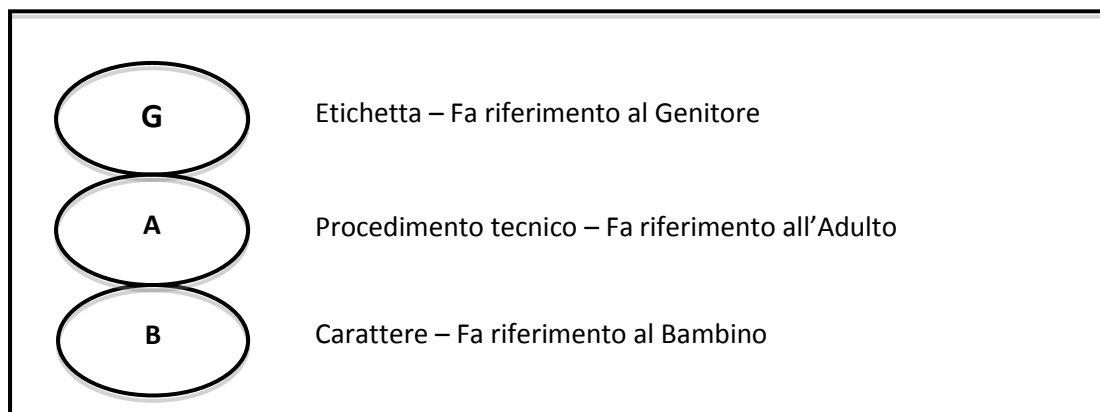 G Etichetta – Fa riferimento al Genitore
A Procedimento tecnico – Fa riferimento all’Adulto
B Carattere – Fa riferimento al Bambino